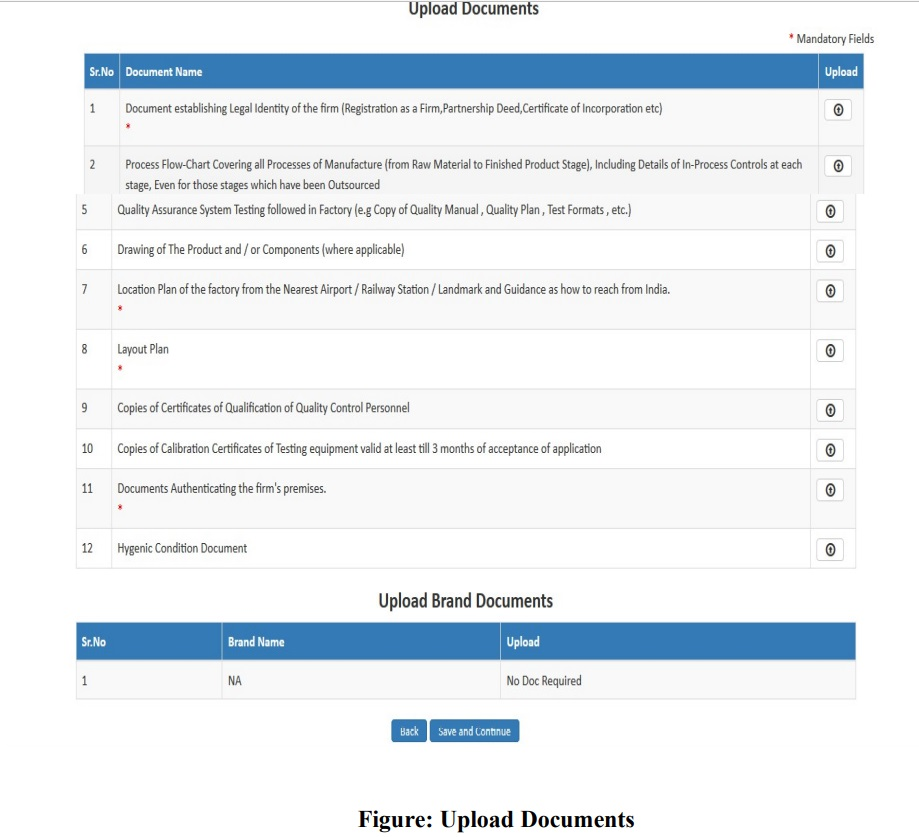 Upload Documents
* Mandatory Fields
Sr.No Document Name Upload
1 Document establishing Legal Identity of the firm (Registration as a Firm,Partnership Deed,Certificate of Incorporation etc)
*
2 Process Flow-Chart Covering all Processes of Manufacture (from Raw Material to Finished Product Stage), Including Details of In-Process Controls at each
stage, Even for those stages which have been Outsourced
5 Quality Assurance System Testing followed in Factory (e.g Copy of Quality Manual , Quality Plan , Test Formats , etc.)
6 Drawing of The Product and / or Components (where applicable)
7 Location Plan of the factory from the Nearest Airport / Railway Station / Landmark and Guidance as how to reach from India.
*
8 Layout Plan
*
9 Copies of Certificates of Qualification of Quality Control Personnel
10 Copies of Calibration Certificates of Testing equipment valid at least till 3 months of acceptance of application
11 Documents Authenticating the firm's premises.
*
12 Hygenic Condition Document
Upload Brand Documents
Sr.No Brand Name Upload
1 NA No Doc Required
Back Save and Continue
Figure: Upload Documents